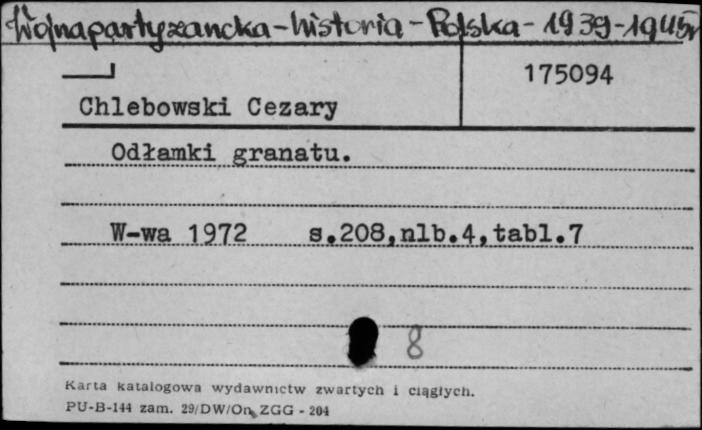 Wojna partyzancka - historia - Polska - 1939-1945r
175094
Chlebowski Cezary
Odłamki granatu.
W-wa 1972 s.208,nlb.4,tabl.7
8
Karta katalogowa wydawnictw zwartych i ciągłych.
PU-B-144 zam. 29/DW/On ZGG - 204